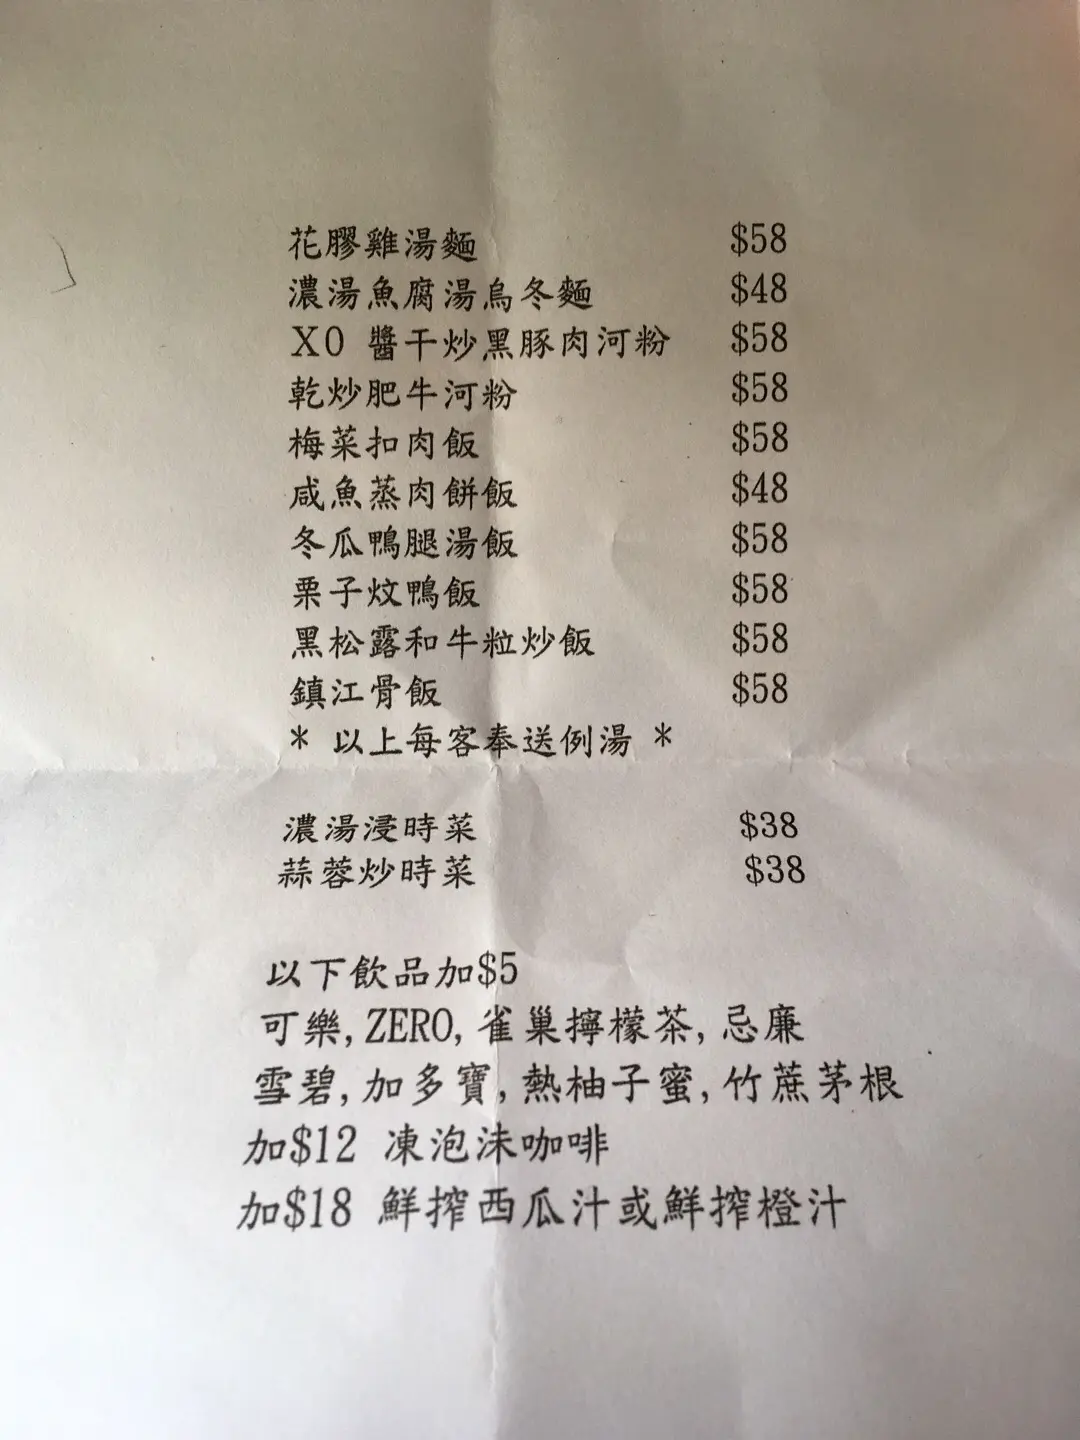 花膠雞湯麵 $58
濃湯魚腐湯烏冬麵 $48
XO 醬干炒黑豚肉河粉 $58
乾炒肥牛河粉 $58
梅菜扣肉飯 $58
咸魚蒸肉餅飯 $48
冬瓜鴨腿湯飯 $58
栗子炆鴨飯 $58
黑松露和牛粒炒飯 $58
鎮江骨飯 $58
* 以上每客奉送例湯 *
濃湯浸時菜 $38
蒜蓉炒時菜 $38
以下飲品加$5
可樂, ZERO, 雀巢擰檬茶, 忌廉
雪碧, 加多寶, 熱柚子蜜, 竹蔗茅根
加$12 凍泡沬咖啡
加$18 鮮搾西瓜汁或鮮搾橙汁